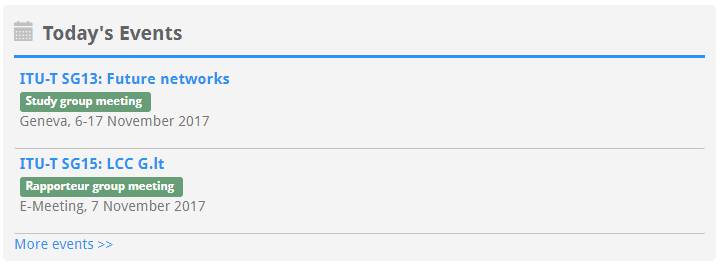 Today's Events
ITU-T SG13: Future networks
Study group meeting
Geneva, 6-17 November 2017
ITU-T SG15: LCC G.lt
Rapporteur group meeting
E-Meeting, 7 November 2017
More events >>